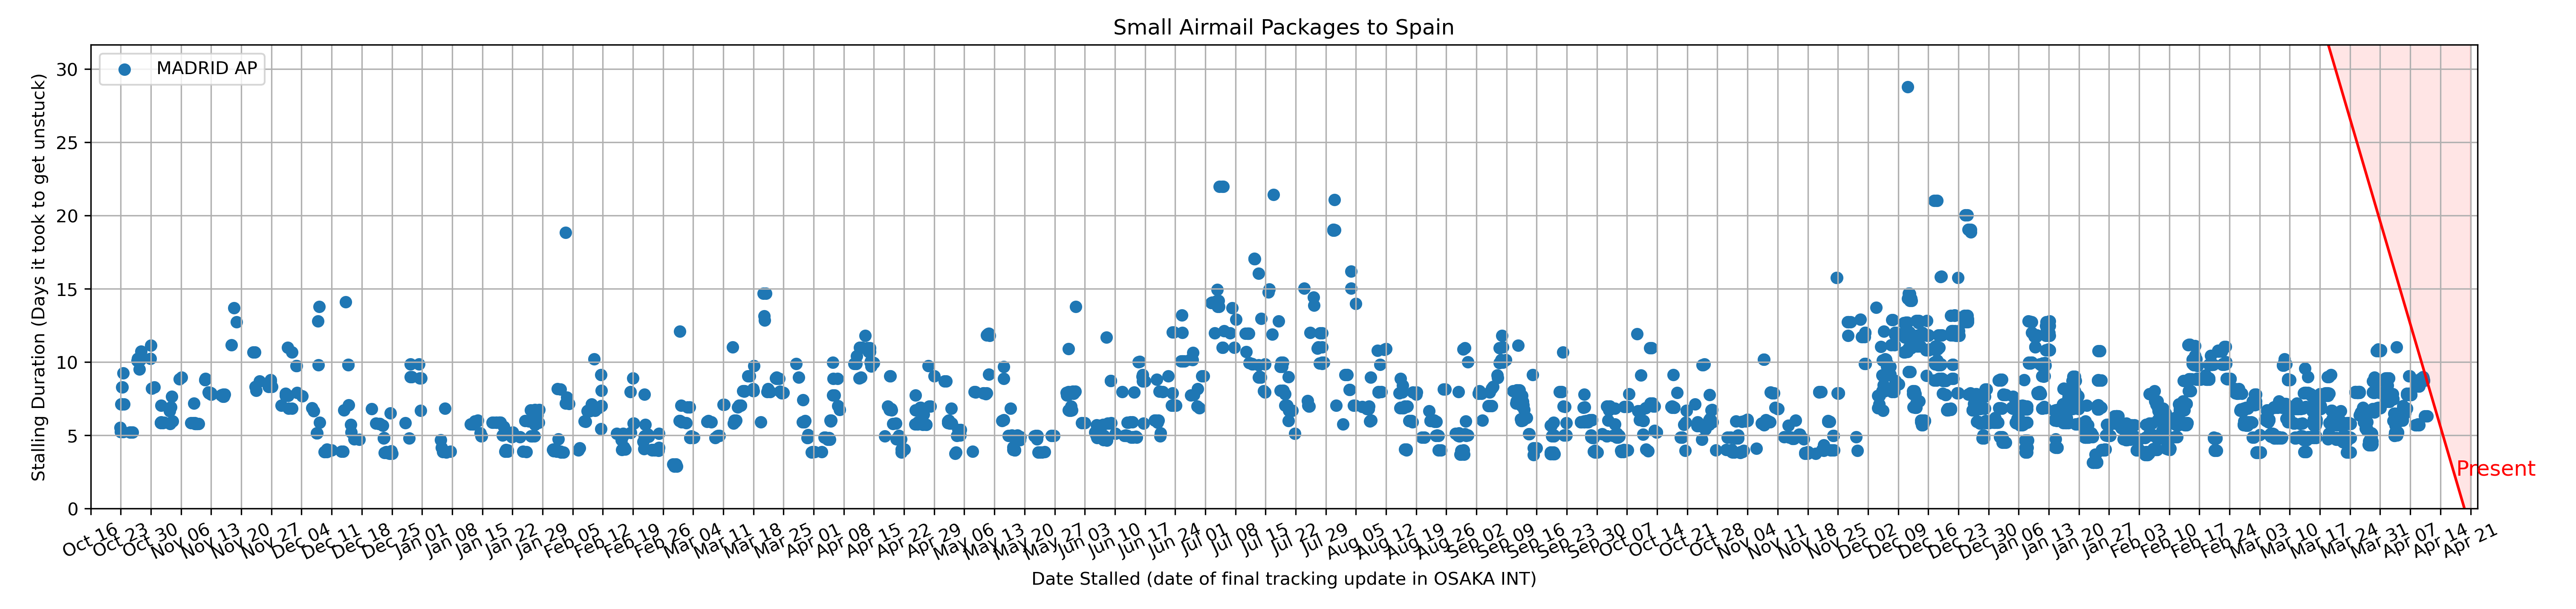 Small Airmail Packages to Spain
MADRID AP
Stalling Duration (Days it took to get unstuck)
30
25
20
15
10
5
0
Present
Oct 16
Oct 23
Oct 30
Nov 06
Nov 13
Nov 20
Nov 27
Dec 04
Dec 11
Dec 18
Dec 25
Jan 01
Jan 08
Jan 15
Jan 22
Jan 29
Feb 05
Feb 12
Feb 19
Feb 26
Mar 04
Mar 11
Mar 18
Mar 25
Apr 01
Apr 08
Apr 15
Apr 22
Apr 29
May 06
May 13
May 20
May 27
Jun 03
Jun 10
Jun 17
Jun 24
Jul 01
Jul 08
Jul 15
Jul 22
Jul 29
Aug 05
Aug 12
Aug 19
Aug 26
Sep 02
Sep 09
Sep 16
Sep 23
Sep 30
Oct 07
Oct 14
Oct 21
Oct 28
Nov 04
Nov 11
Nov 18
Nov 25
Dec 02
Dec 09
Dec 16
Dec 23
Dec 30
Jan 06
Jan 13
Jan 20
Jan 27
Feb 03
Feb 10
Feb 17
Feb 24
Mar 03
Mar 10
Mar 17
Mar 24
Mar 31
Apr 07
Apr 14
Apr 21
Date Stalled (date of final tracking update in OSAKA INT)